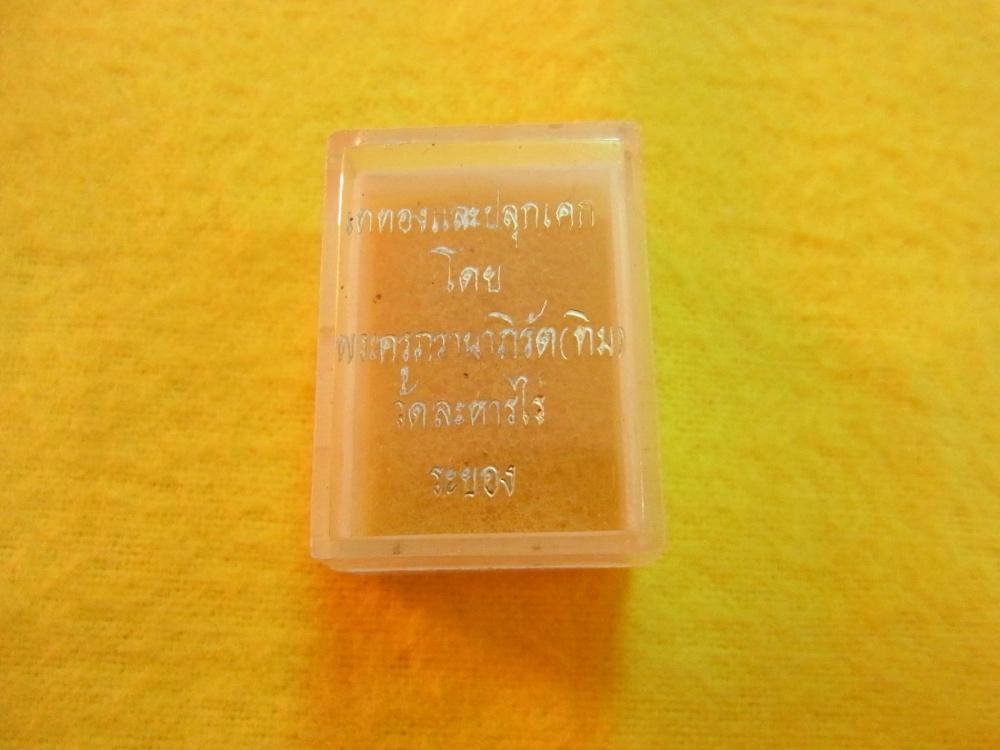 เททองและปลุกเศก
โดย
พระครูภาวนาภิรัต(ทิม)
วัดละหารไร่
ระยอง